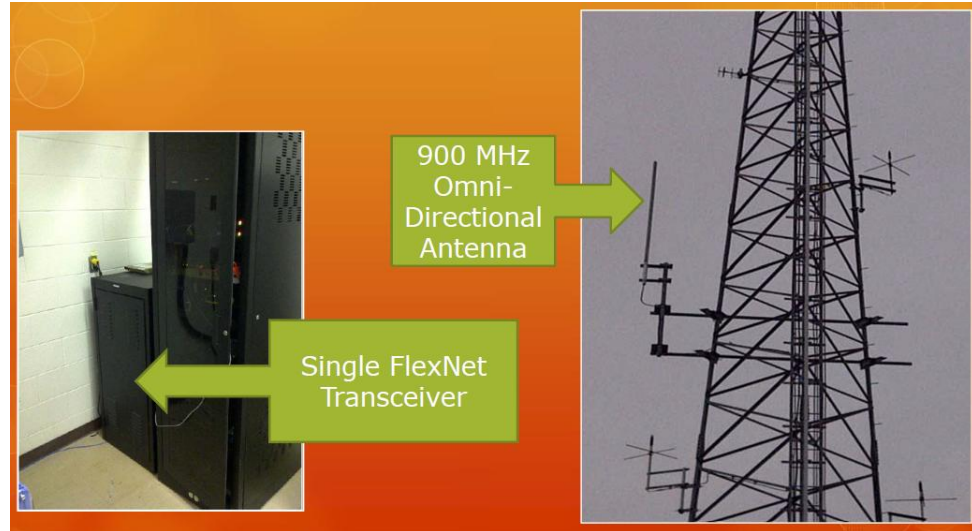 900 MHz
Omni-
Directional
Antenna
Single FlexNet
Transceiver